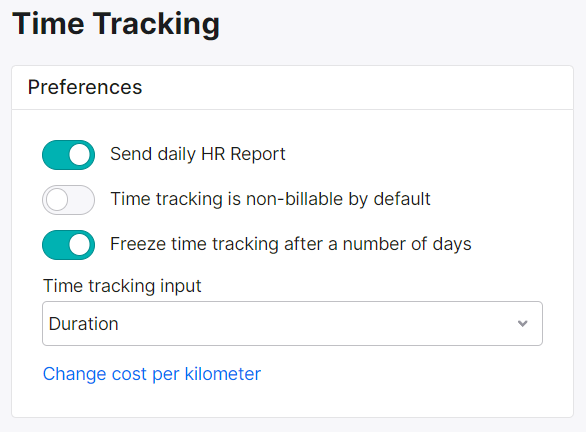 Time Tracking
Preferences
Send daily HR Report
Time tracking is non-billable by default
Freeze time tracking after a number of days
Time tracking input
Duration
Change cost per kilometer